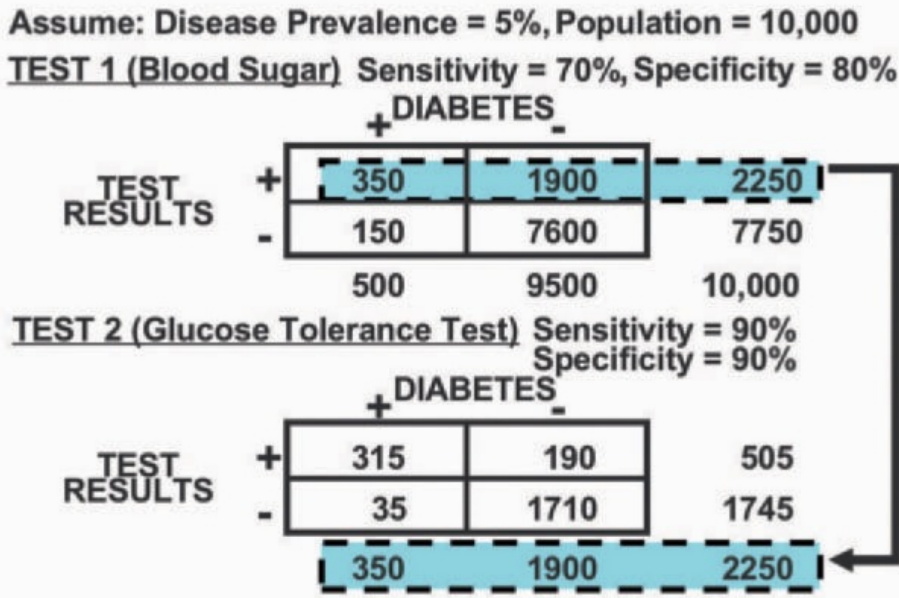 Assume: Disease Prevalence = 5%, Population = 10,000
TEST 1 (Blood Sugar) Sensitivity = 70%, Specificity = 80%
DIABETES
+ -
TEST RESULTS
+ 350 1900 2250
- 150 7600 7750
500 9500 10,000
TEST 2 (Glucose Tolerance Test) Sensitivity = 90%
Specificity = 90%
DIABETES
+ -
TEST RESULTS
+ 315 190 505
- 35 1710 1745
350 1900 2250